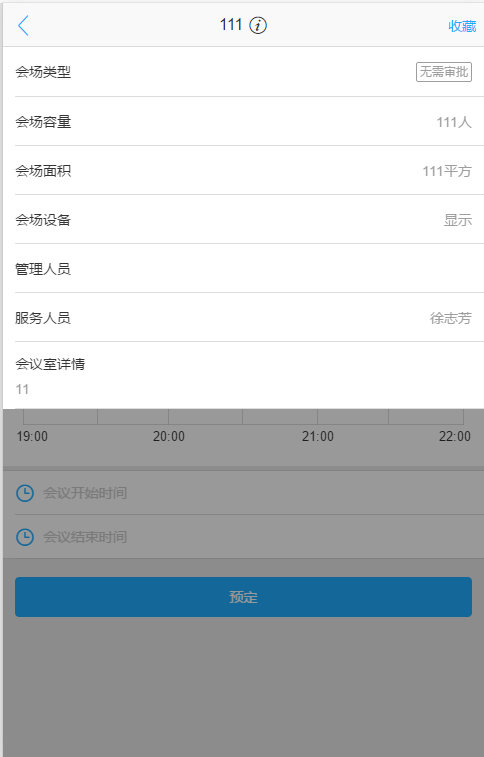 111
收藏
会场类型 无需审批
会场容量 111人
会场面积 111平方
会场设备 显示
管理人员
服务人员 徐志芳
会议室详情
11
19:00 20:00 21:00 22:00
会议开始时间
会议结束时间
预定